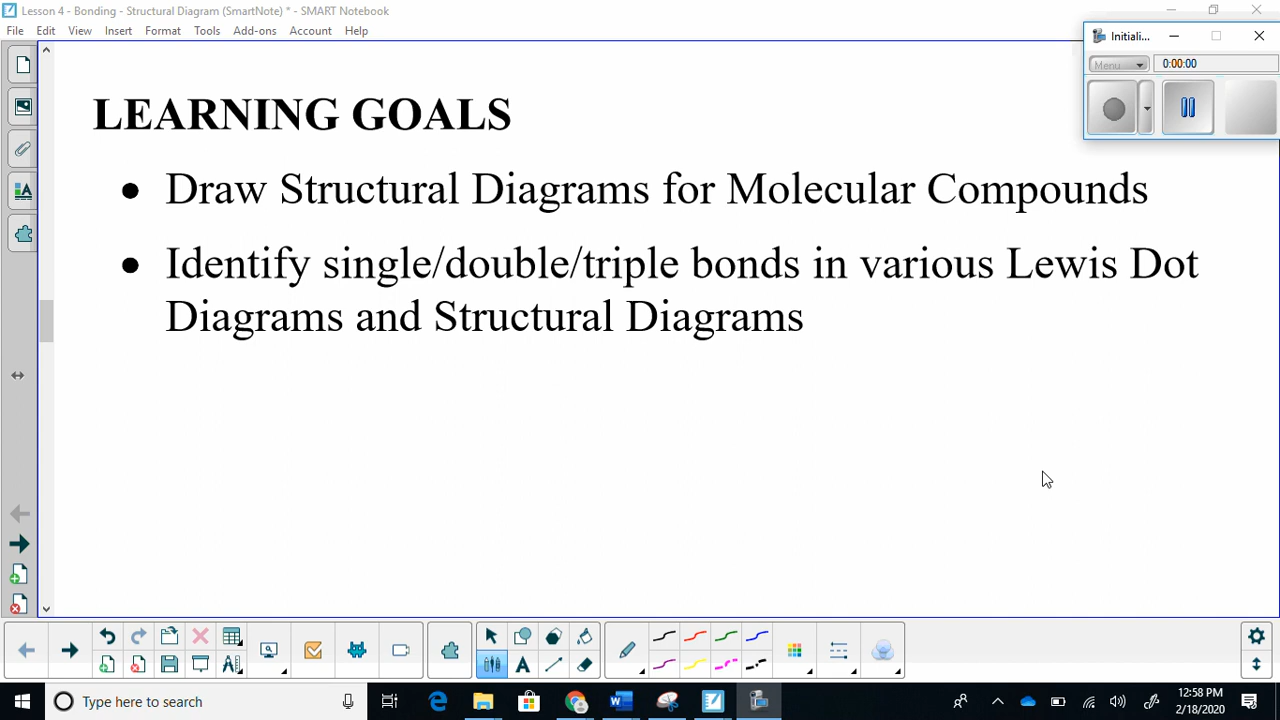 Lesson 4 - Bonding - Structural Diagram (SmartNote) * - SMART Notebook
File Edit View Insert Format Tools Add-ons Account Help
Initiali...
Menu 0:00:00
LEARNING GOALS
• Draw Structural Diagrams for Molecular Compounds
• Identify single/double/triple bonds in various Lewis Dot
Diagrams and Structural Diagrams
Type here to search
12:58 PM
2/18/2020